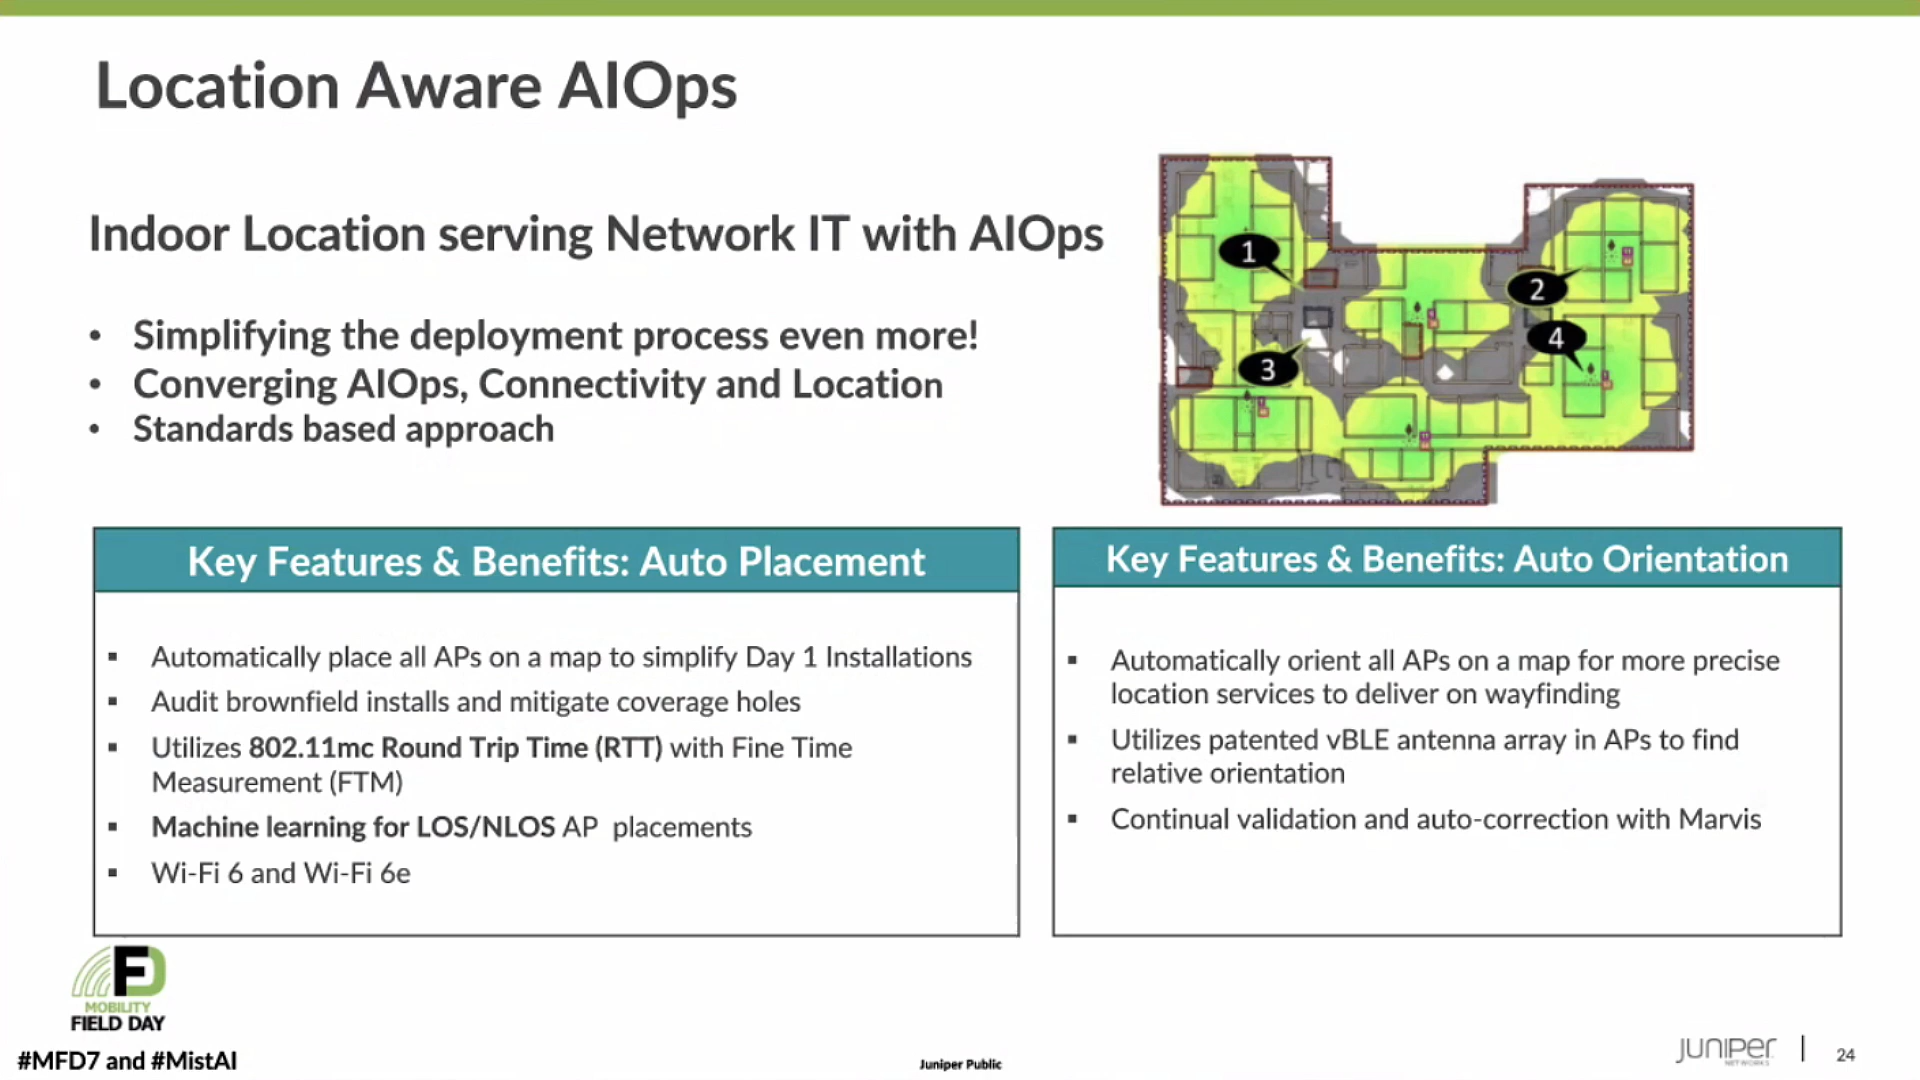 Location Aware AIOps
Indoor Location serving Network IT with AIOps
• Simplifying the deployment process even more!
• Converging AIOps, Connectivity and Location
• Standards based approach
1
2
3
4
Key Features & Benefits: Auto Placement
▪ Automatically place all APs on a map to simplify Day 1 Installations
▪ Audit brownfield installs and mitigate coverage holes
▪ Utilizes 802.11mc Round Trip Time (RTT) with Fine Time
Measurement (FTM)
▪ Machine learning for LOS/NLOS AP placements
▪ Wi-Fi 6 and Wi-Fi 6e
Key Features & Benefits: Auto Orientation
▪ Automatically orient all APs on a map for more precise
location services to deliver on wayfinding
▪ Utilizes patented vBLE antenna array in APs to find
relative orientation
▪ Continual validation and auto-correction with Marvis
FD
MOBILITY
FIELD DAY
#MFD7 and #MistAI
Juniper Public
JUNIPER
NETWORKS
24